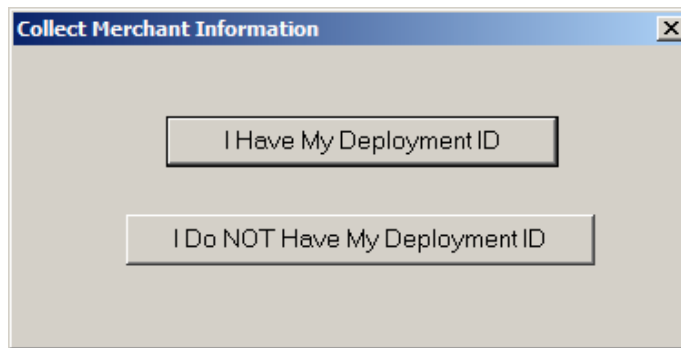 Collect Merchant Information
I Have My Deployment ID
I Do NOT Have My Deployment ID